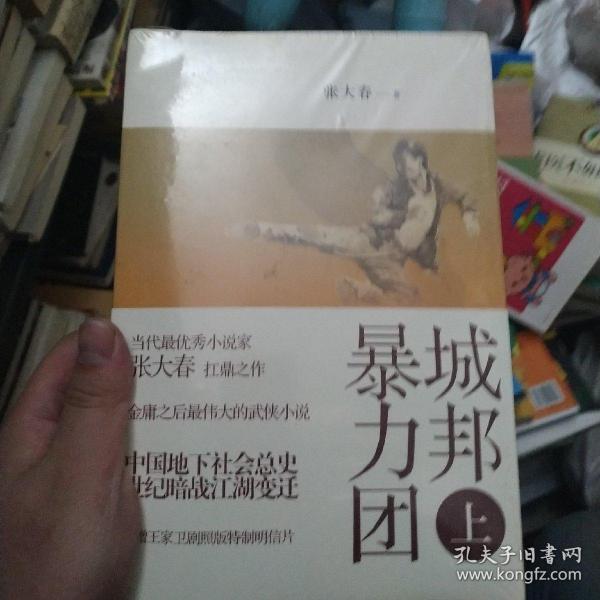 张大春 著
城邦
暴力团
上
当代最优秀小说家
张大春 扛鼎之作
金庸之后最伟大的武侠小说
中国地下社会总史
世纪暗战江湖变迁
赠王家卫剧照版特制明信片
孔夫子旧书网
www.kongfz.com